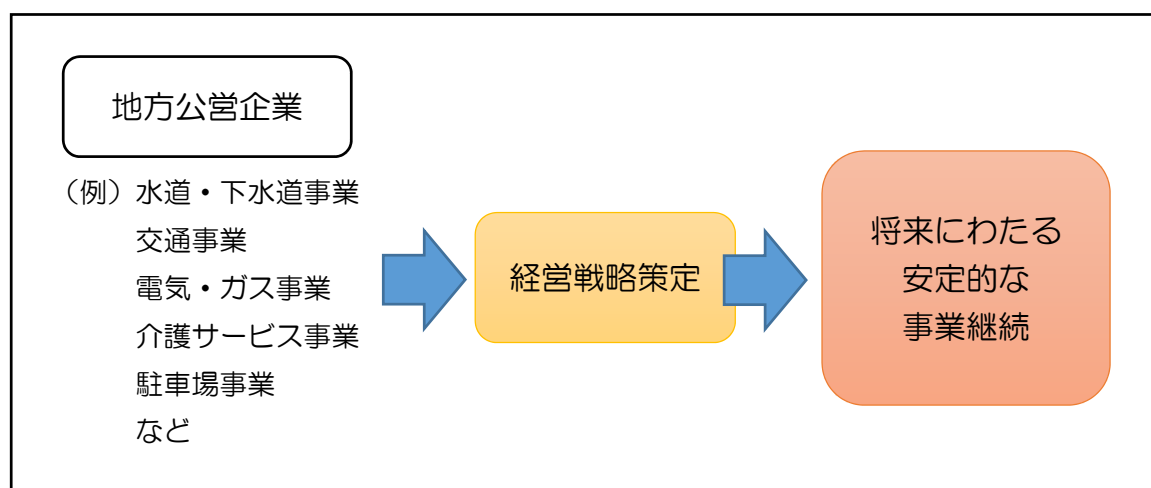 地方公営企業
（例）水道・下水道事業
交通事業
電気・ガス事業
介護サービス事業
駐車場事業
など
経営戦略策定
将来にわたる
安定的な
事業継続